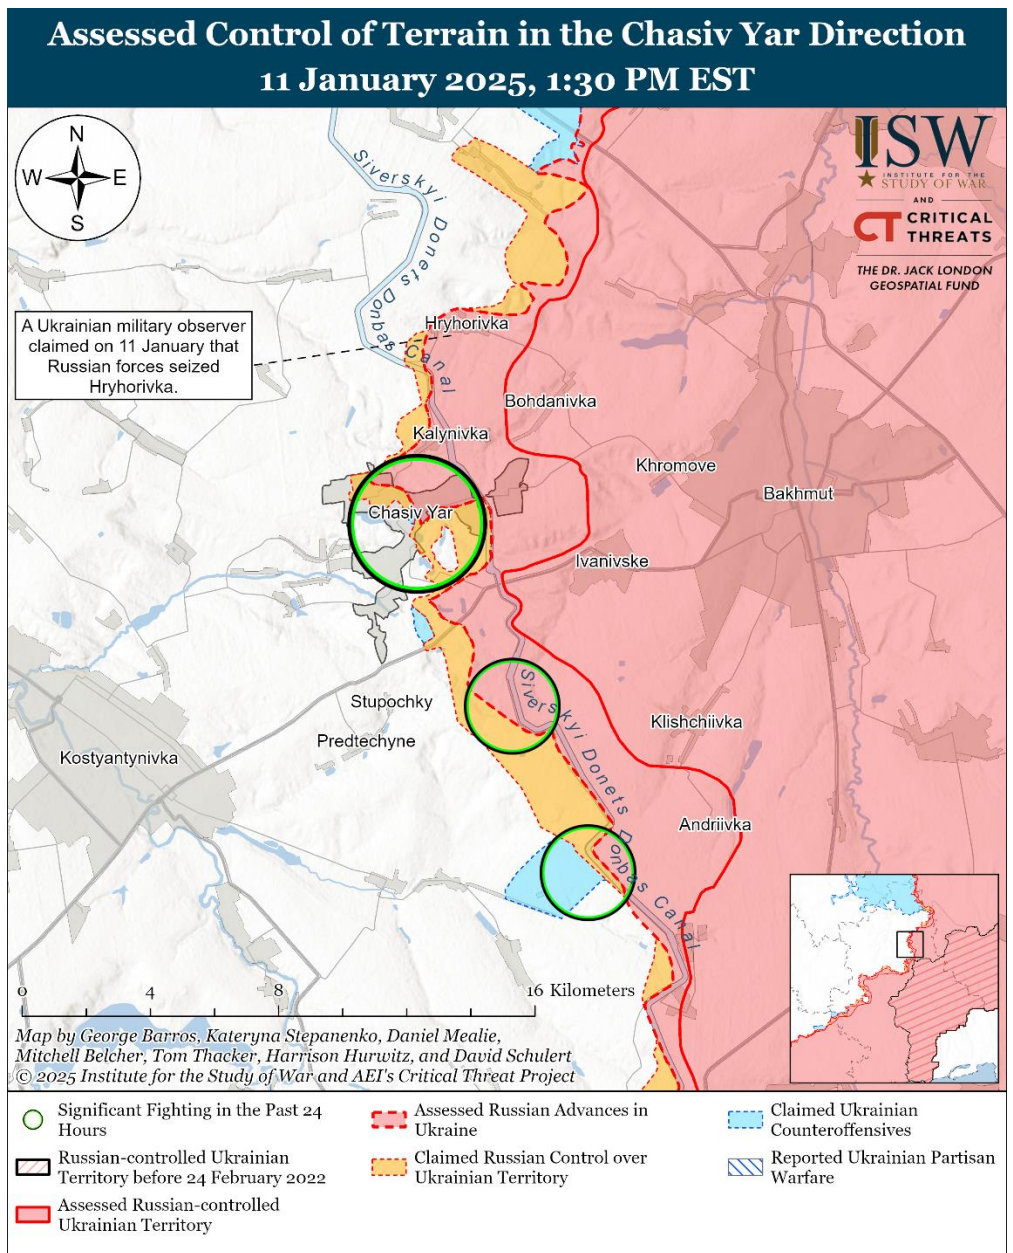 Assessed Control of Terrain in the Chasiv Yar Direction
11 January 2025, 1:30 PM EST
N
W
E
S
ISW
INSTITUTE FOR THE
STUDY OF WAR
AND
CT CRITICAL
THREATS
THE DR. JACK LONDON
GEOSPATIAL FUND
Siverskyi Donets Donbas Canal
A Ukrainian military observer
claimed on 11 January that
Russian forces seized
Hryhorivka.
Hryhorivka
Bohdanivka
Kalynivka
Khromove
Bakhmut
Chasiv Yar
Ivanivske
Siverskyi Donets Donbas Canal
Stupochky
Klishchiivka
Predtechyne
Kostyantynivka
Andriivka
0
4
8
16 Kilometers
Map by George Barros, Kateryna Stepanenko, Daniel Mealie,
Mitchell Belcher, Tom Thacker, Harrison Hurwitz, and David Schulert
© 2025 Institute for the Study of War and AEI's Critical Threat Project
Significant Fighting in the Past 24
Hours
Russian-controlled Ukrainian
Territory before 24 February 2022
Assessed Russian-controlled
Ukrainian Territory
Assessed Russian Advances in
Ukraine
Claimed Russian Control over
Ukrainian Territory
Claimed Ukrainian
Counteroffensives
Reported Ukrainian Partisan
Warfare